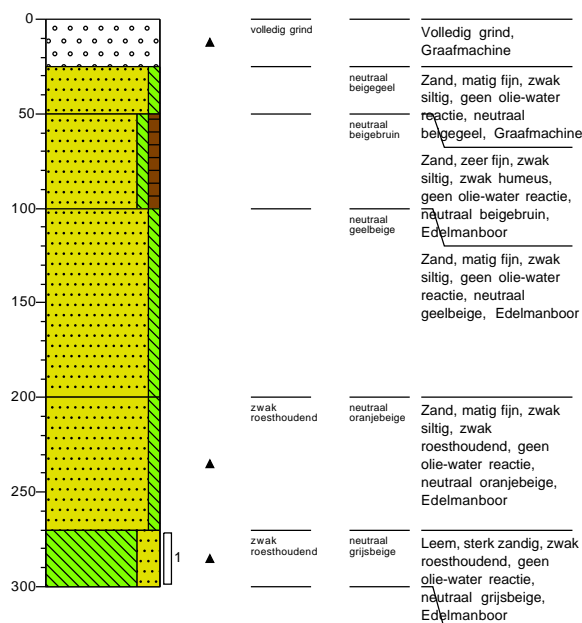 0
volledig grind
Volledig grind,
Graafmachine
neutraal
beigegeel
Zand, matig fijn, zwak
siltig, geen olie-water
reactie, neutraal
beigegeel, Graafmachine
50
neutraal
beigebruin
Zand, zeer fijn, zwak
siltig, zwak humeus,
geen olie-water reactie,
neutraal beigebruin,
Edelmanboor
100
neutraal
geelbeige
Zand, matig fijn, zwak
siltig, geen olie-water
reactie, neutraal
geelbeige, Edelmanboor
150
200
zwak
roesthoudend
neutraal
oranjebeige
Zand, matig fijn, zwak
siltig, zwak
roesthoudend, geen
olie-water reactie,
neutraal oranjebeige,
Edelmanboor
250
1
zwak
roesthoudend
neutraal
grijsbeige
Leem, sterk zandig, zwak
roesthoudend, geen
olie-water reactie,
neutraal grijsbeige,
Edelmanboor
300